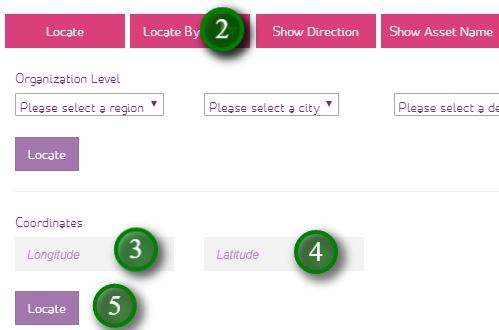 Locate
Locate By
2
Show Direction
Show Asset Name
Organization Level
Please select a region
Please select a city
Please select a de
Locate
Coordinates
Longitude
3
Latitude
4
Locate
5